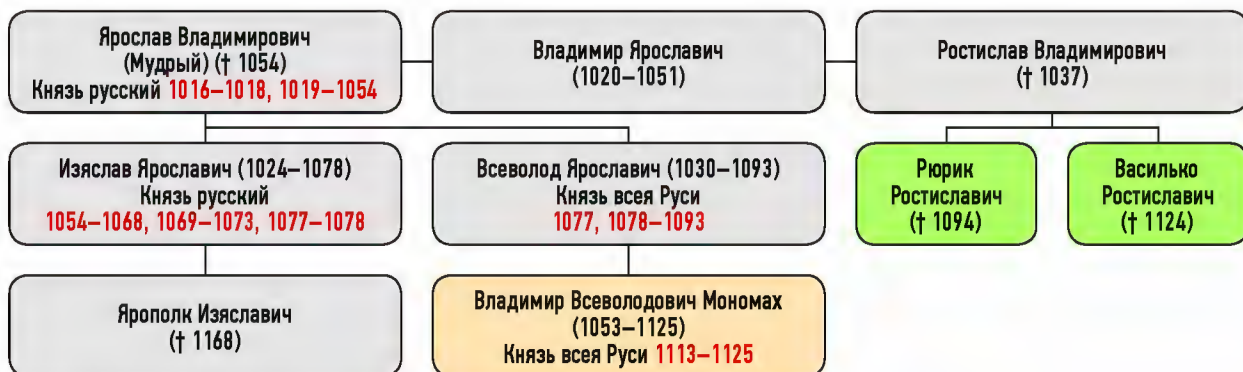 Ярослав Владимирович
(Мудрый) († 1054)
Князь русский 1016–1018, 1019–1054
Владимир Ярославич
(1020–1051)
Ростислав Владимирович
(† 1037)
Изяслав Ярославич (1024–1078)
Князь русский
1054–1068, 1069–1073, 1077–1078
Всеволод Ярославич (1030–1093)
Князь всея Руси
1077, 1078–1093
Рюрик
Ростиславич
(† 1094)
Василько
Ростиславич
(† 1124)
Ярополк Изяславич
(† 1168)
Владимир Всеволодович Мономах
(1053–1125)
Князь всея Руси 1113–1125